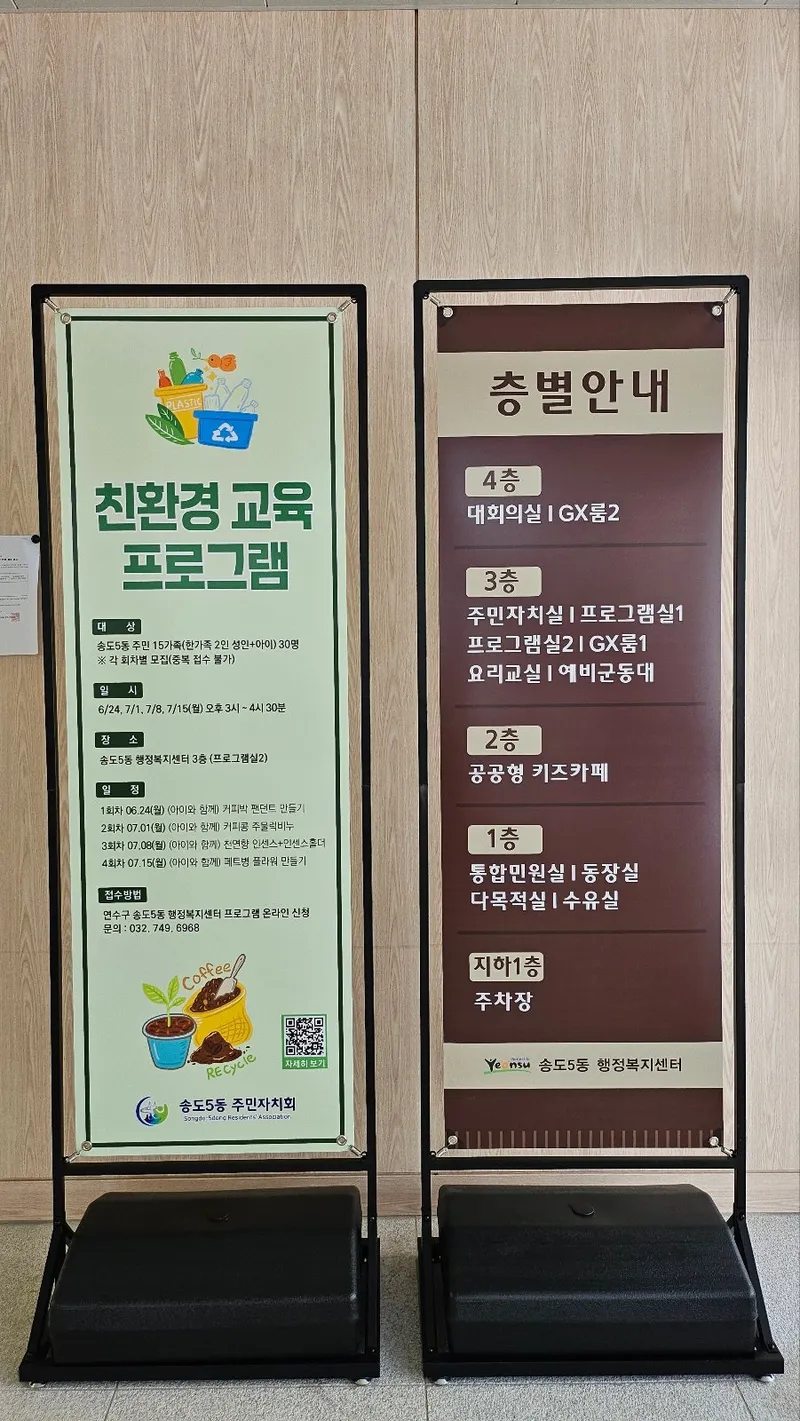 PLASTIC
친환경 교육
프로그램
대 상
송도5동 주민 15가족(한가족 2인 성인+아이) 30명
※ 각 회차별 모집(중복 접수 불가)
일 시
6/24, 7/1, 7/8, 7/15(월) 오후 3시 ~ 4시 30분
장 소
송도5동 행정복지센터 3층 (프로그램실2)
일 정
1회차 06.24(월) (아이와 함께) 커피박 팬던트 만들기
2회차 07.01(월) (아이와 함께) 커피콩 주물럭비누
3회차 07.08(월) (아이와 함께) 천연향 인센스+인센스홀더
4회차 07.15(월) (아이와 함께) 페트병 플라워 만들기
접수방법
연수구 송도5동 행정복지센터 프로그램 온라인 신청
문의 : 032. 749. 6968
Coffee
RECycle
자세히 보기
송도5동 주민자치회
Songdo 5dong Residents' Association
층별안내
4층
대회의실 | GX룸2
3층
주민자치실 | 프로그램실1
프로그램실2 | GX룸1
요리교실 | 예비군동대
2층
공공형 키즈카페
1층
통합민원실 | 동장실
다목적실 | 수유실
지하1층
주차장
Yeonsu 송도5동 행정복지센터